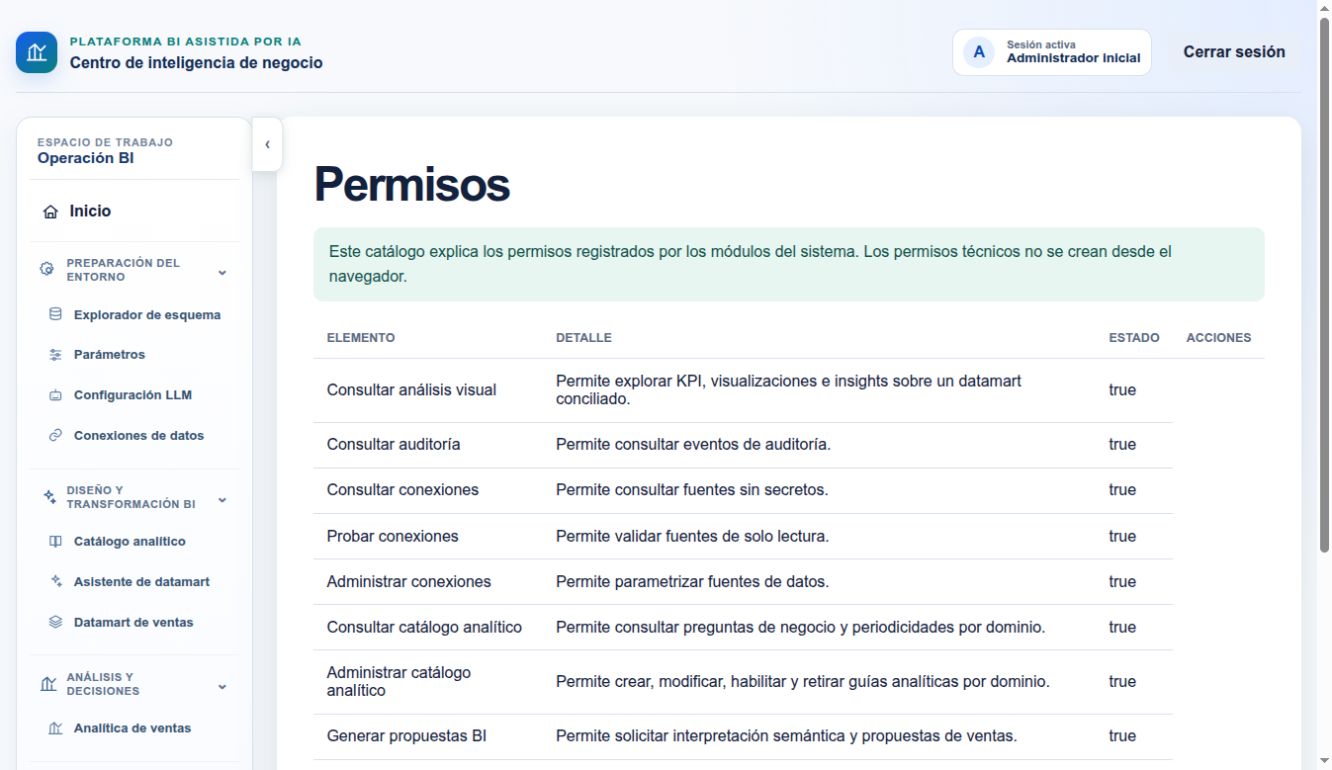 PLATAFORMA BI ASISTIDA POR IA
Centro de inteligencia de negocio
A
Sesión activa
Administrador Inicial
Cerrar sesión
ESPACIO DE TRABAJO
Operación BI
Inicio
PREPARACIÓN DEL
ENTORNO
Explorador de esquema
Parámetros
Configuración LLM
Conexiones de datos
DISEÑO Y
TRANSFORMACIÓN BI
Catálogo analítico
Asistente de datamart
Datamart de ventas
ANÁLISIS Y
DECISIONES
Analítica de ventas
Permisos
Este catálogo explica los permisos registrados por los módulos del sistema. Los permisos técnicos no se crean desde el
navegador.
ELEMENTO DETALLE ESTADO ACCIONES
Consultar análisis visual Permite explorar KPI, visualizaciones e insights sobre un datamart
conciliado. true
Consultar auditoría Permite consultar eventos de auditoría. true
Consultar conexiones Permite consultar fuentes sin secretos. true
Probar conexiones Permite validar fuentes de solo lectura. true
Administrar conexiones Permite parametrizar fuentes de datos. true
Consultar catálogo analítico Permite consultar preguntas de negocio y periodicidades por dominio. true
Administrar catálogo
analítico Permite crear, modificar, habilitar y retirar guías analíticas por dominio. true
Generar propuestas BI Permite solicitar interpretación semántica y propuestas de ventas. true